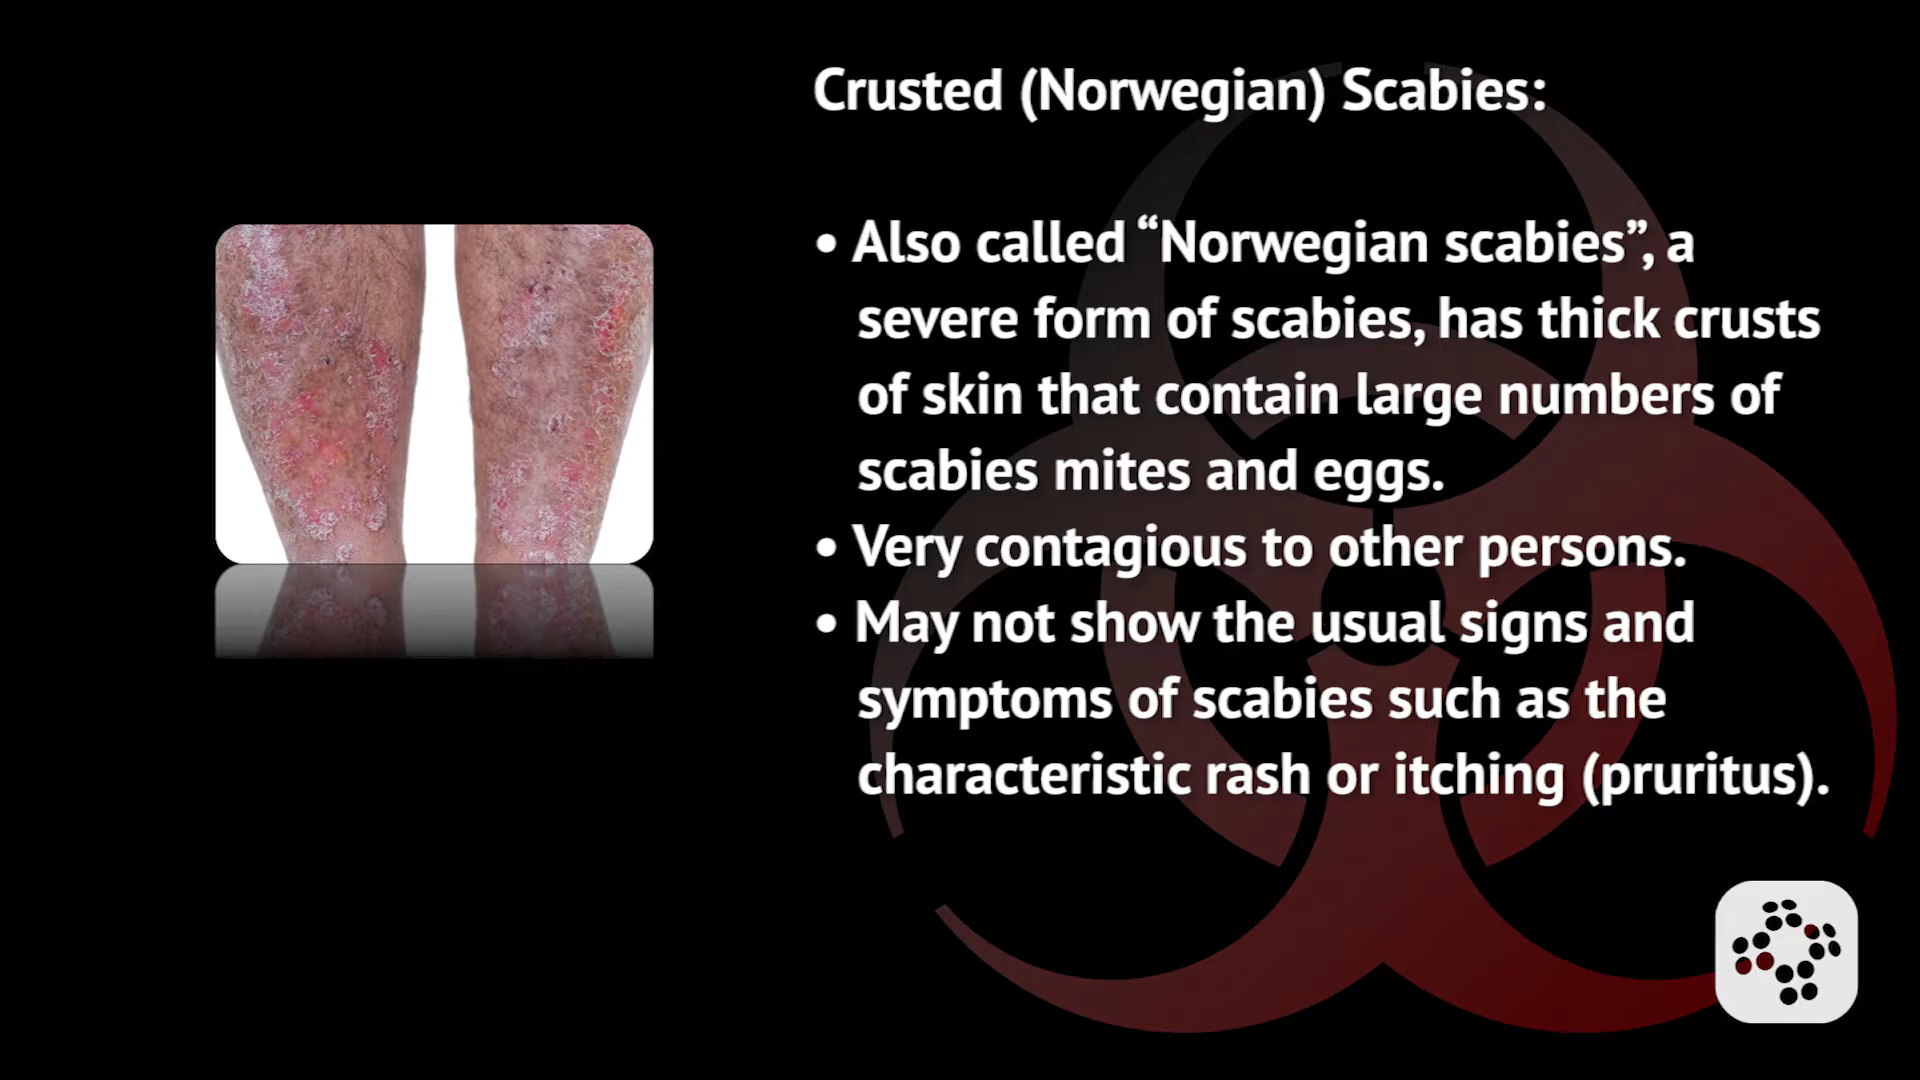 Crusted (Norwegian) Scabies:
• Also called “Norwegian scabies”, a
severe form of scabies, has thick crusts
of skin that contain large numbers of
scabies mites and eggs.
• Very contagious to other persons.
• May not show the usual signs and
symptoms of scabies such as the
characteristic rash or itching (pruritus).